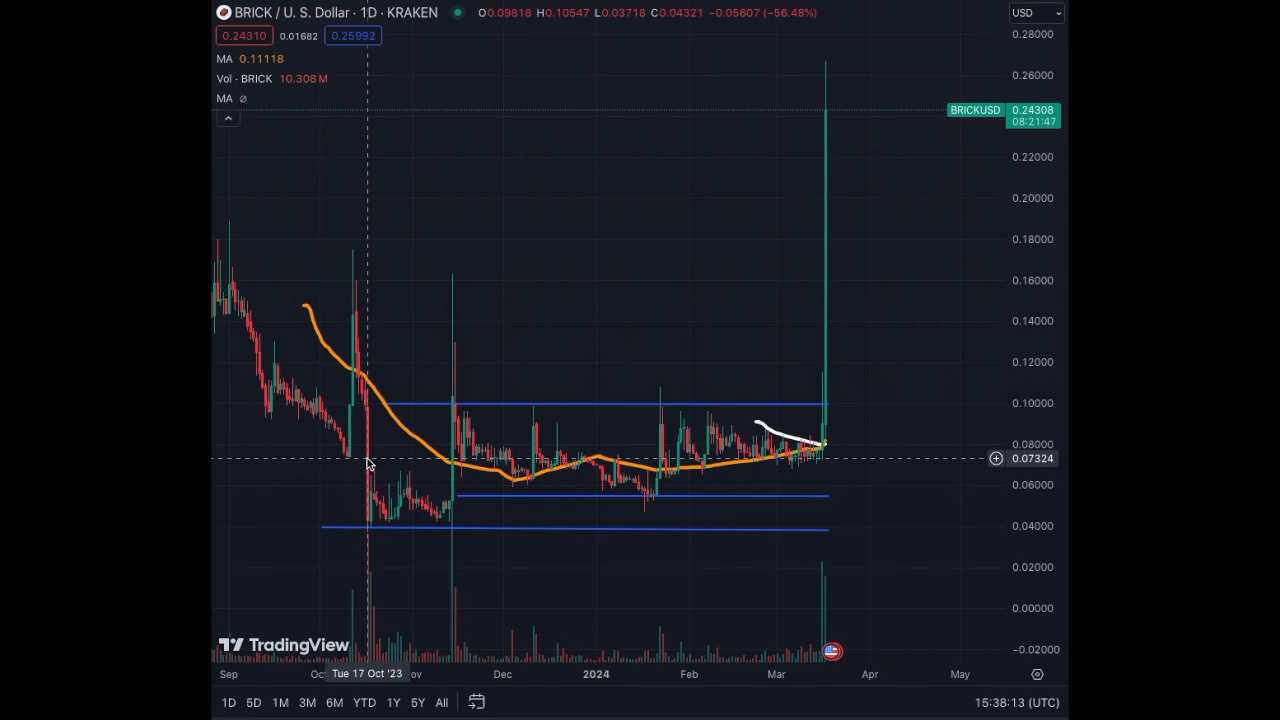 BRICK / U. S. Dollar · 1D · KRAKEN O0.09818 H0.10547 L0.03718 C0.04321 −0.05607 (−56.48%) USD
0.24310 0.01682 0.25992
MA 0.11118
Vol · BRICK 10.308 M
MA ∅
0.28000
0.26000
BRICKUSD 0.24308
08:21:47
0.22000
0.20000
0.18000
0.16000
0.14000
0.12000
0.10000
0.08000
0.07324
0.06000
0.04000
0.02000
0.00000
−0.02000
TradingView
Sep Oc Tue 17 Oct '23 ov Dec 2024 Feb Mar Apr May
1D 5D 1M 3M 6M YTD 1Y 5Y All 15:38:13 (UTC)